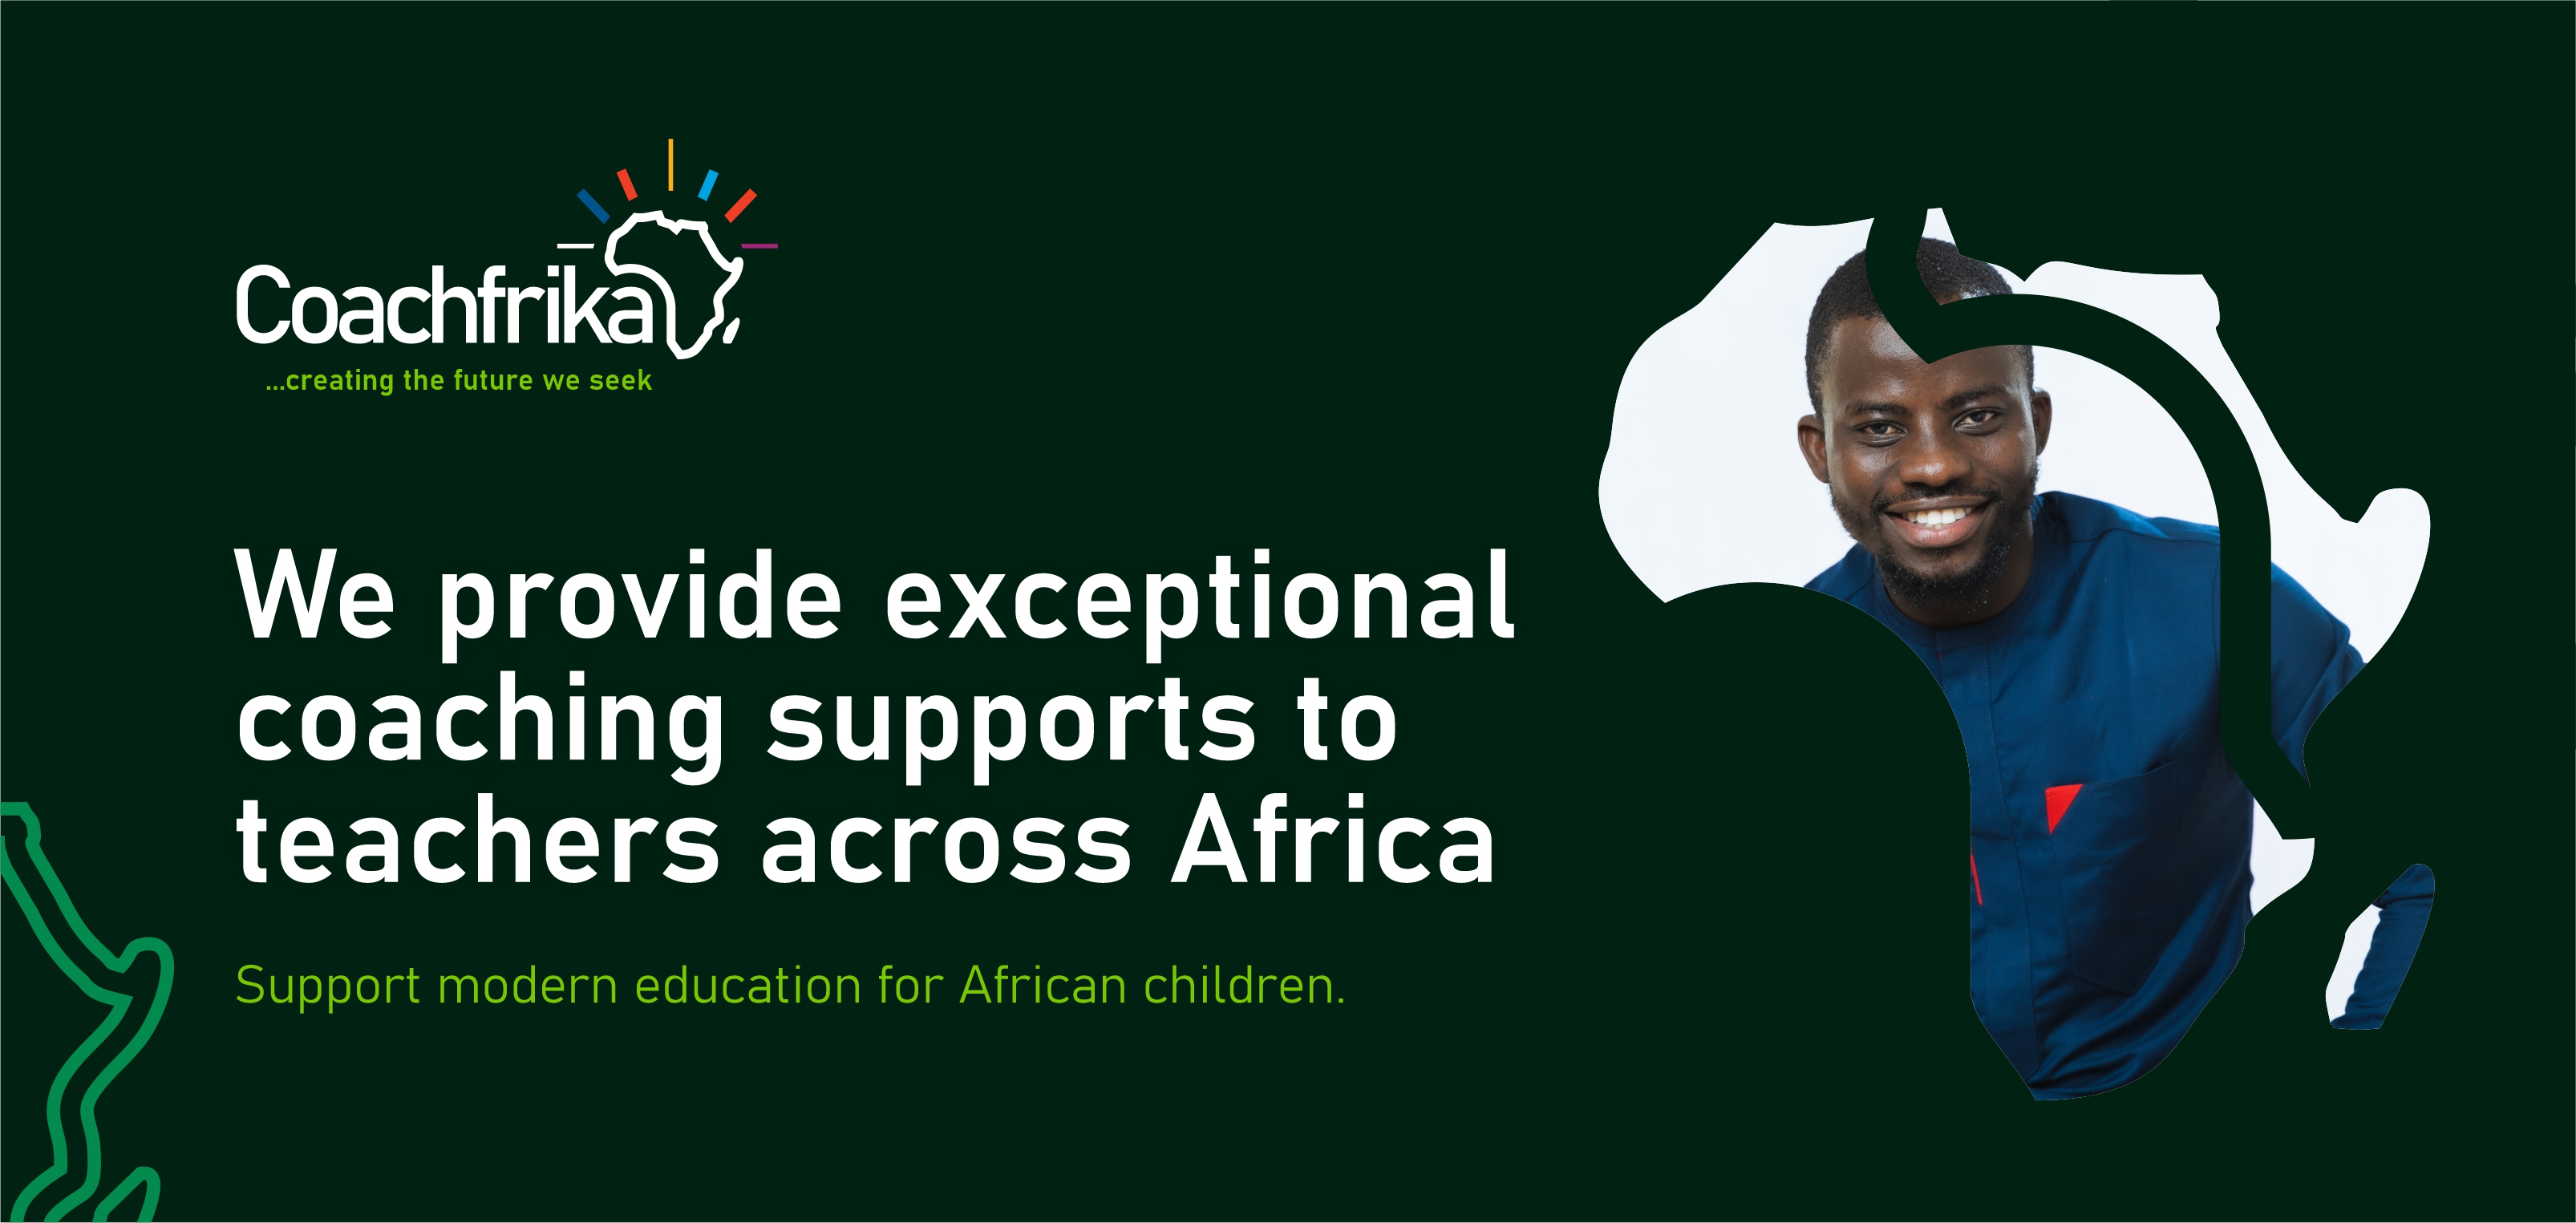 Coachfrika
...creating the future we seek
We provide exceptional
coaching supports to
teachers across Africa
Support modern education for African children.